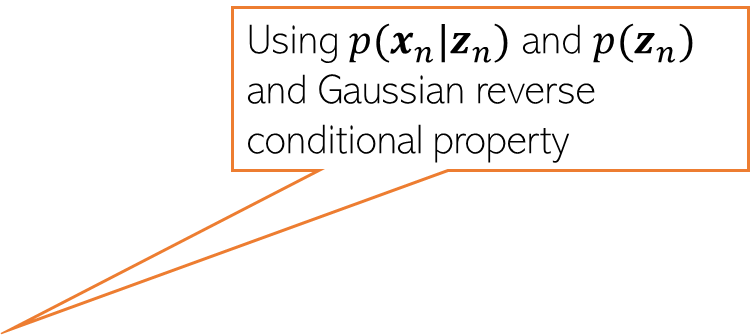 Using 𝒑(𝒙ₙ|𝒛ₙ) and 𝑝(𝒛ₙ)
and Gaussian reverse
conditional property